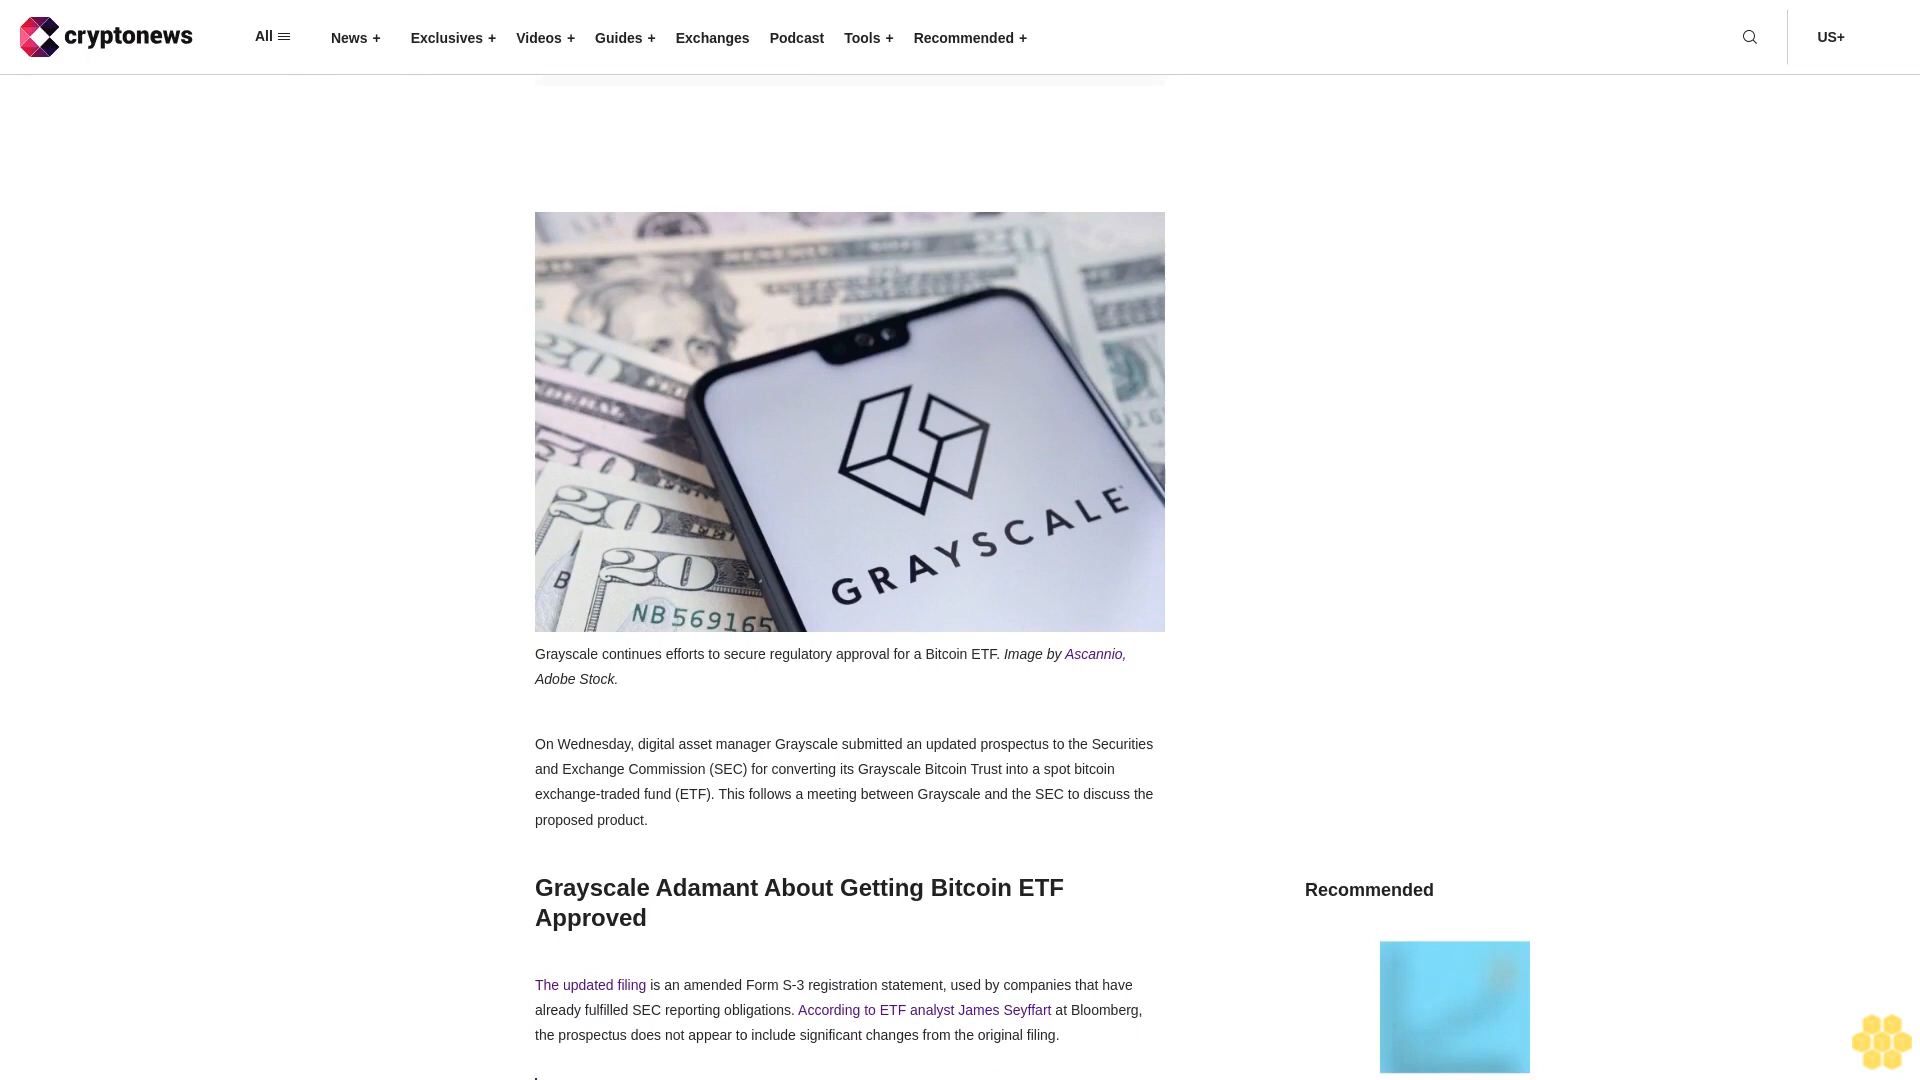 cryptonews
All
News +
Exclusives +
Videos +
Guides +
Exchanges
Podcast
Tools +
Recommended +
US+
20
20
50
20
20
B
NB569165
GRAYSCALE
Grayscale continues efforts to secure regulatory approval for a Bitcoin ETF. Image by Ascannio,
Adobe Stock.
On Wednesday, digital asset manager Grayscale submitted an updated prospectus to the Securities
and Exchange Commission (SEC) for converting its Grayscale Bitcoin Trust into a spot bitcoin
exchange-traded fund (ETF). This follows a meeting between Grayscale and the SEC to discuss the
proposed product.
Grayscale Adamant About Getting Bitcoin ETF
Approved
The updated filing is an amended Form S-3 registration statement, used by companies that have
already fulfilled SEC reporting obligations. According to ETF analyst James Seyffart at Bloomberg,
the prospectus does not appear to include significant changes from the original filing.
Recommended